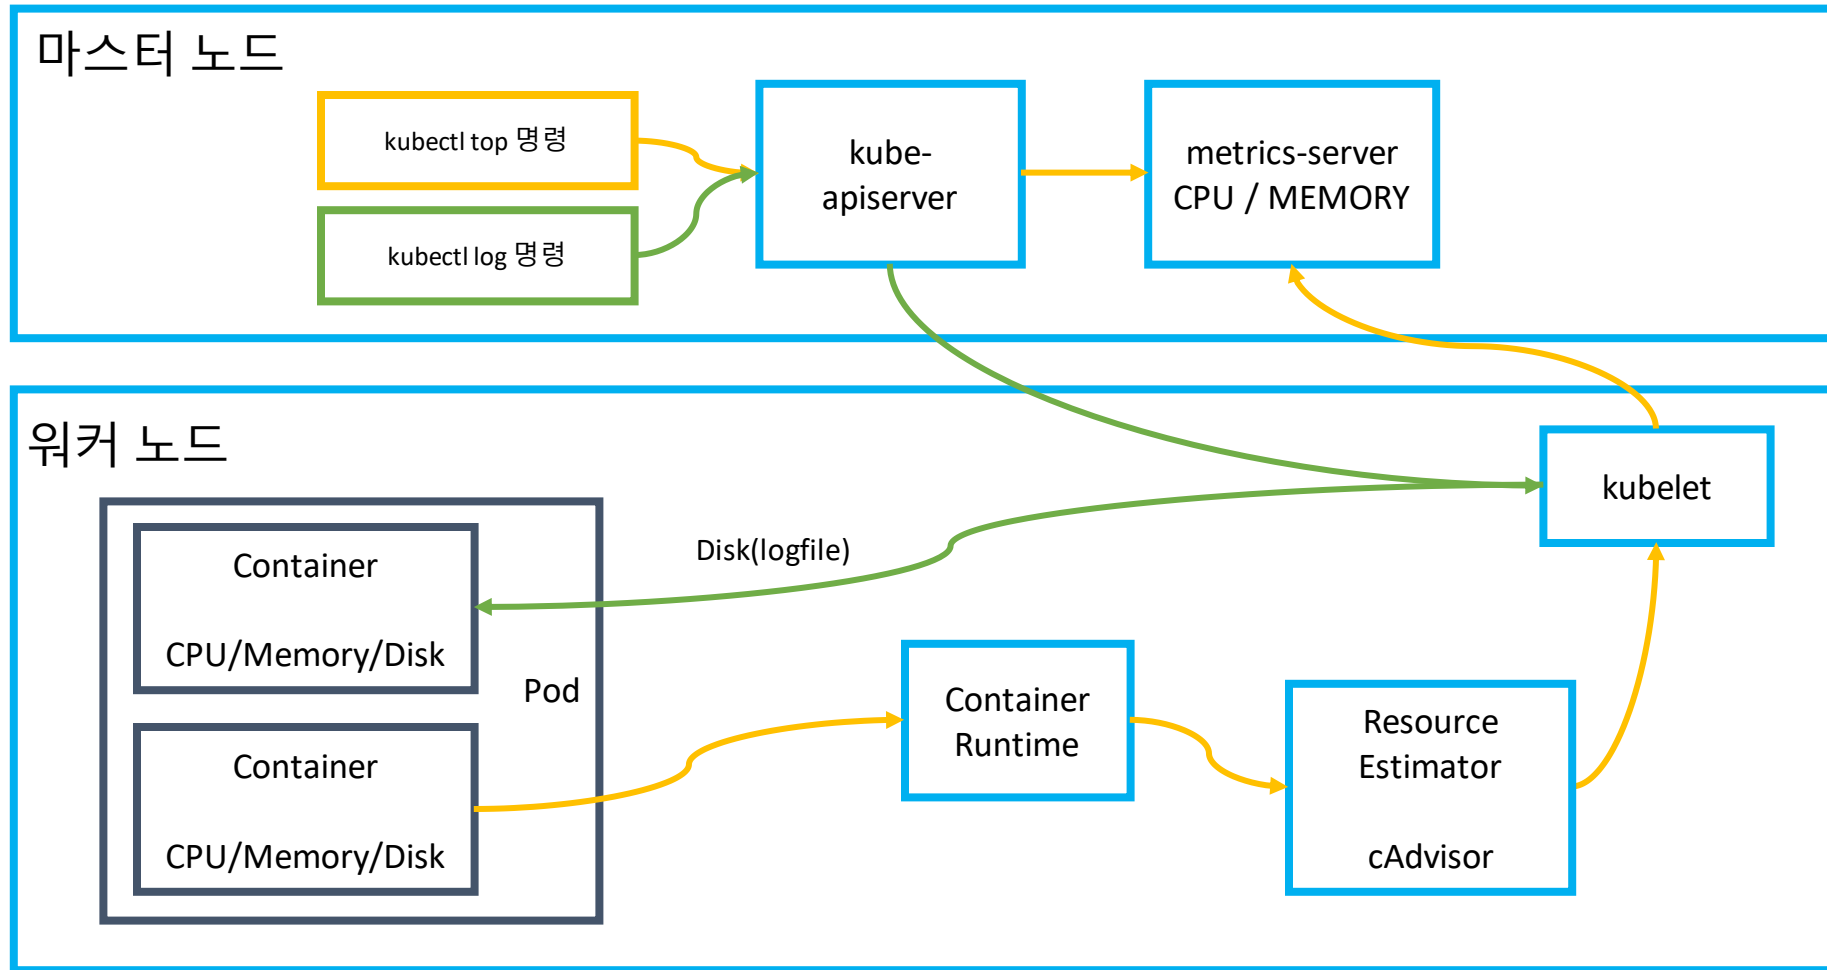 마스터 노드
kubectl top 명령
kubectl log 명령
kube-
apiserver
metrics-server
CPU / MEMORY
워커 노드
kubelet
Container
CPU/Memory/Disk
Disk(logfile)
Pod
Container
CPU/Memory/Disk
Container
Runtime
Resource
Estimator
cAdvisor